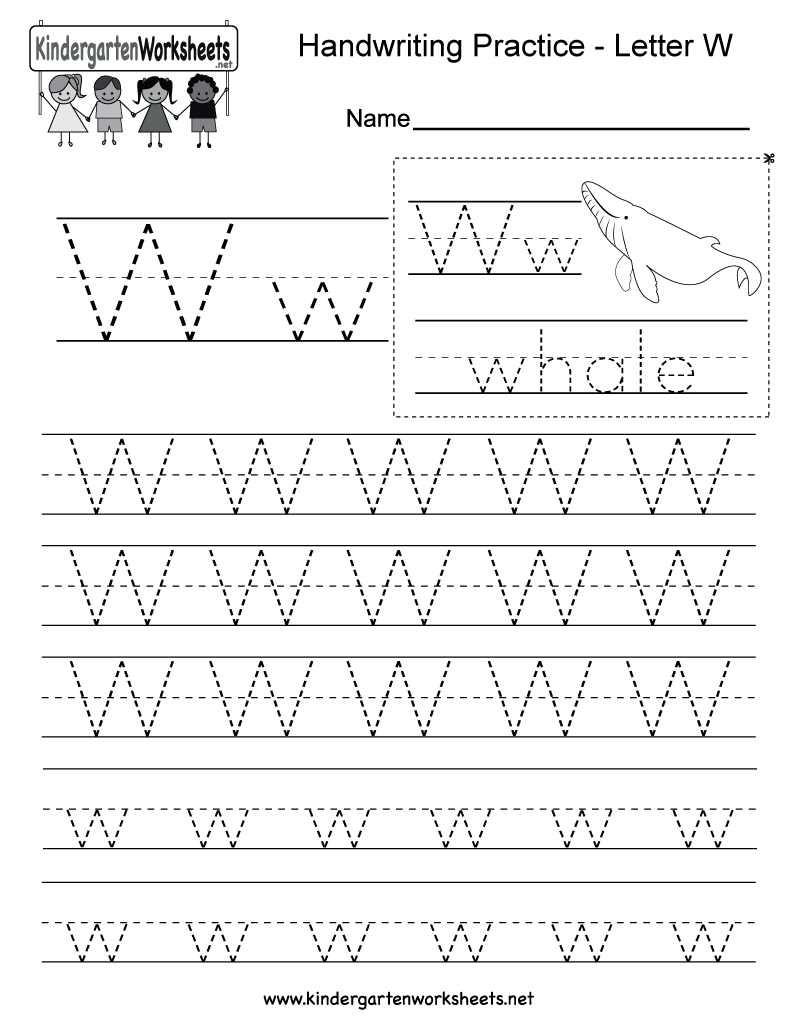 KindergartenWorksheets
.net
Handwriting Practice - Letter W
Name
W w
W w
whale
W W W W W
W W W W W
W W W W W
w w w w w w
w w w w w w
www.kindergartenworksheets.net